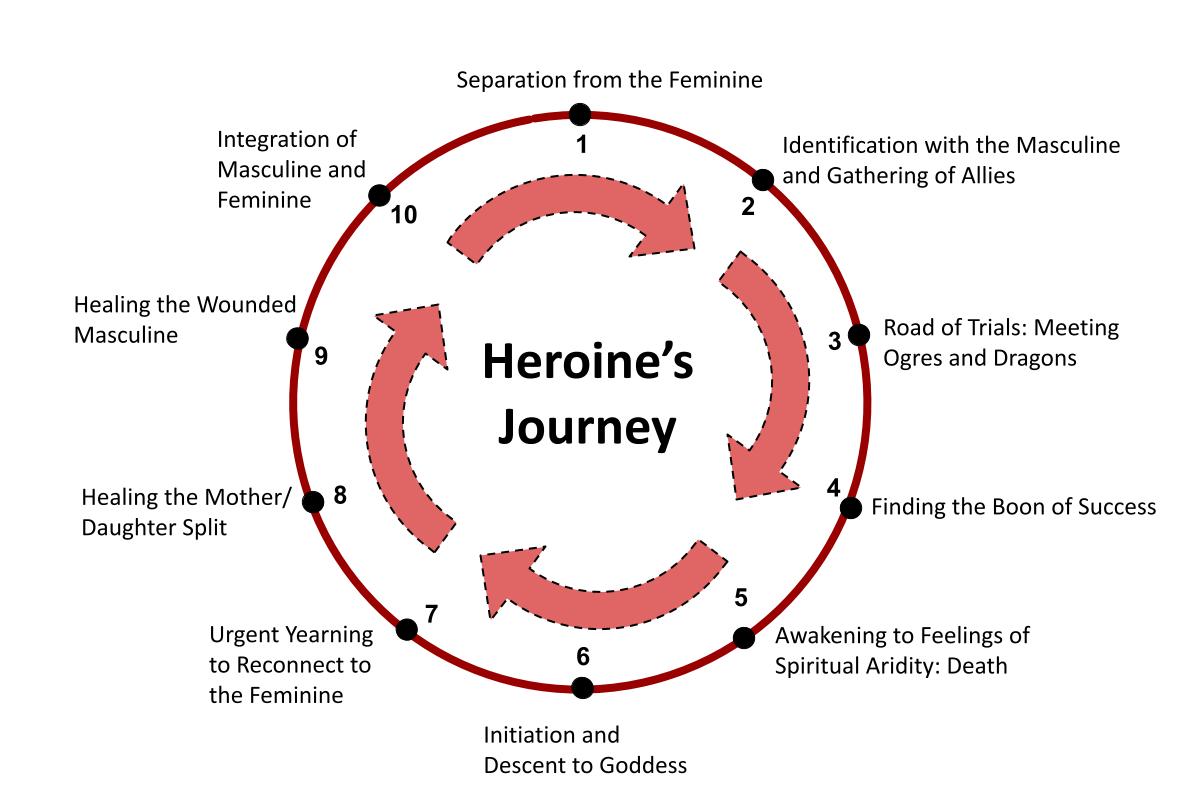 Separation from the Feminine
1
Identification with the Masculine
and Gathering of Allies
2
Road of Trials: Meeting
Ogres and Dragons
3
Finding the Boon of Success
4
Awakening to Feelings of
Spiritual Aridity: Death
5
Initiation and
Descent to Goddess
6
Urgent Yearning
to Reconnect to
the Feminine
7
Healing the Mother/
Daughter Split
8
Healing the Wounded
Masculine
9
Integration of
Masculine and
Feminine
10
Heroine’s
Journey